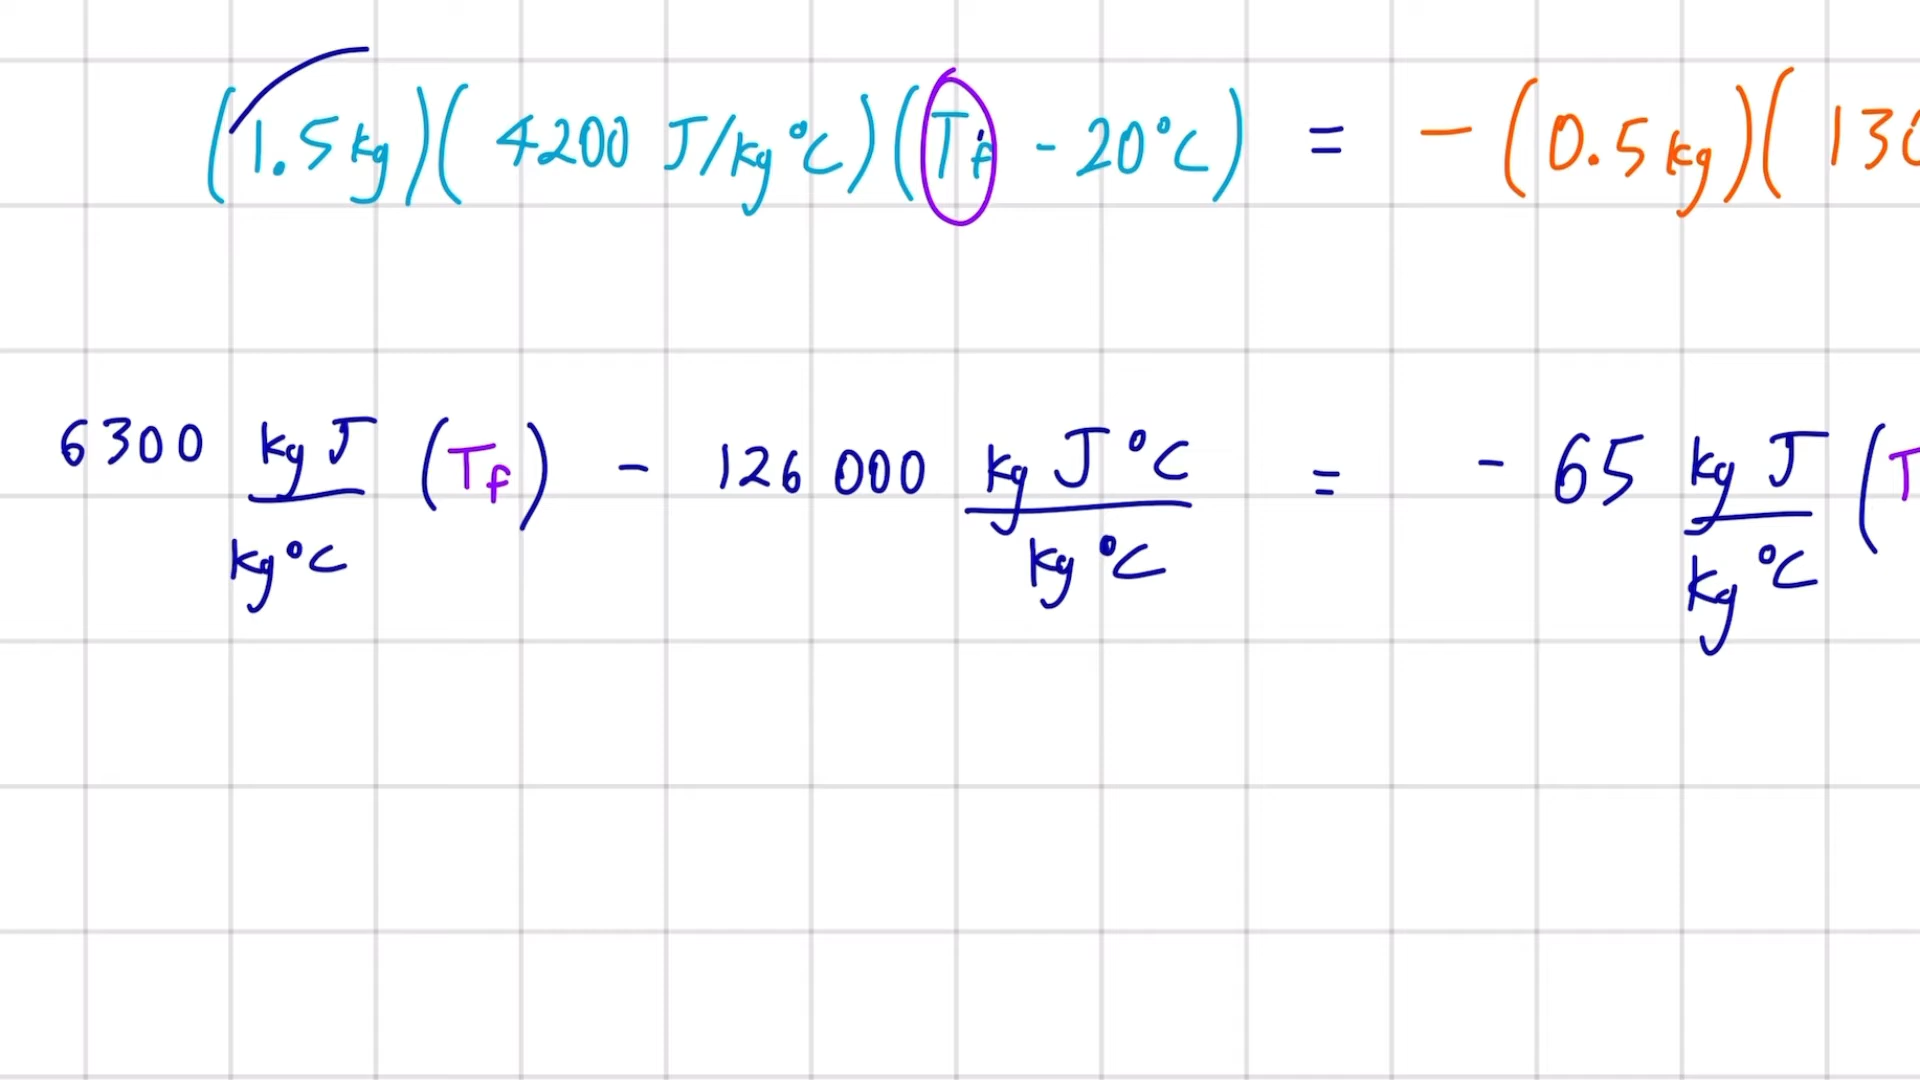 (1.5 kg)(4200 J/kg°C)(Tf - 20°C) = - (0.5 kg)(130
6300 kg J / kg°C (Tf) - 126 000 kg J °C / kg °C = - 65 kg J / kg °C (T